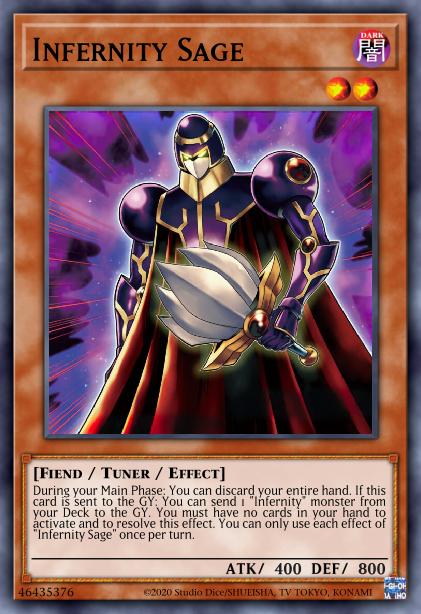 INFERNITY SAGE
DARK
闇
[FIEND / TUNER / EFFECT]
During your Main Phase: You can discard your entire hand. If this
card is sent to the GY: You can send 1 "Infernity" monster from
your Deck to the GY. You must have no cards in your hand to
activate and to resolve this effect. You can only use each effect of
"Infernity Sage" once per turn.
ATK/ 400 DEF/ 800
46435376
©2020 Studio Dice/SHUEISHA, TV TOKYO, KONAMI